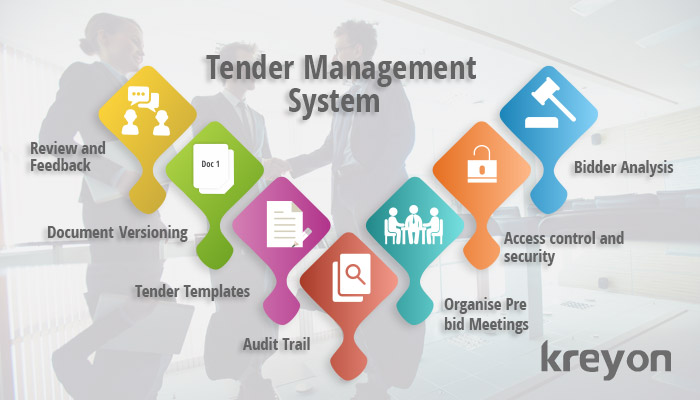 Tender Management
System
Review and
Feedback
Doc 1
Document Versioning
Tender Templates
Audit Trail
Organise Pre
bid Meetings
Access control and
security
Bidder Analysis
kreyon